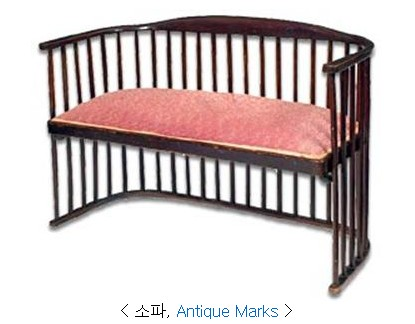 < 소파, Antique Marks >